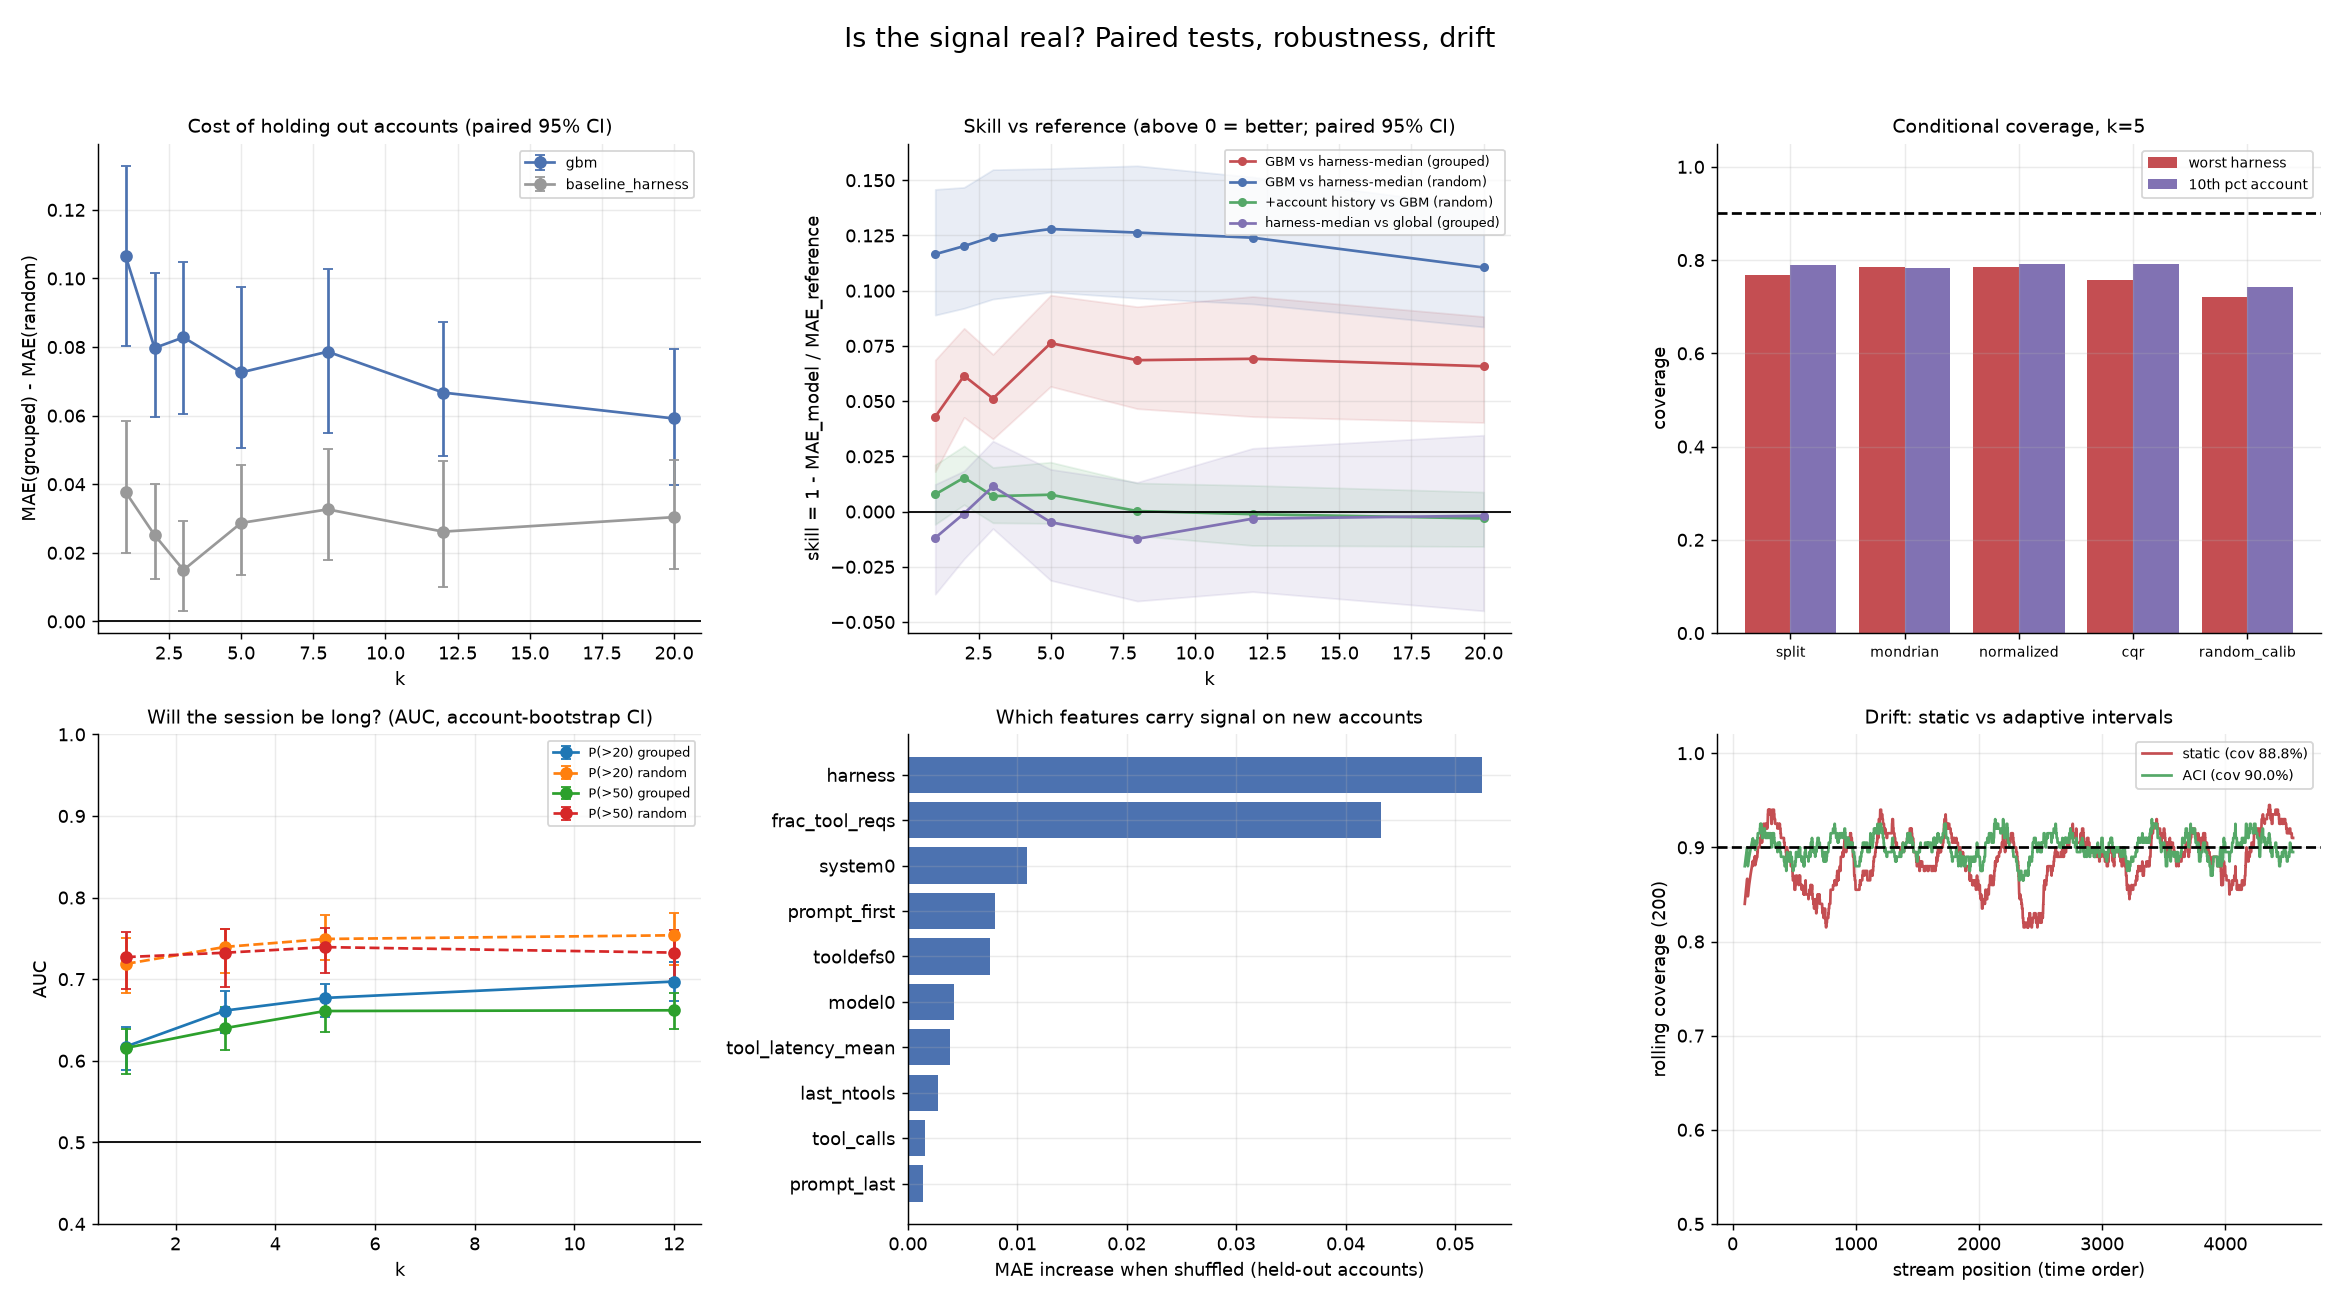 Is the signal real? Paired tests, robustness, drift
Cost of holding out accounts (paired 95% CI)
gbm
baseline_harness
MAE(grouped) - MAE(random)
0.12
0.10
0.08
0.06
0.04
0.02
0.00
2.5 5.0 7.5 10.0 12.5 15.0 17.5 20.0
k
Skill vs reference (above 0 = better; paired 95% CI)
GBM vs harness-median (grouped)
GBM vs harness-median (random)
+account history vs GBM (random)
harness-median vs global (grouped)
skill = 1 - MAE_model / MAE_reference
0.150
0.125
0.100
0.075
0.050
0.025
0.000
−0.025
−0.050
2.5 5.0 7.5 10.0 12.5 15.0 17.5 20.0
k
Conditional coverage, k=5
worst harness
10th pct account
coverage
1.0
0.8
0.6
0.4
0.2
0.0
split mondrian normalized cqr random_calib
Will the session be long? (AUC, account-bootstrap CI)
P(>20) grouped
P(>20) random
P(>50) grouped
P(>50) random
AUC
1.0
0.9
0.8
0.7
0.6
0.5
0.4
2 4 6 8 10 12
k
Which features carry signal on new accounts
harness
frac_tool_reqs
system0
prompt_first
tooldefs0
model0
tool_latency_mean
last_ntools
tool_calls
prompt_last
0.00 0.01 0.02 0.03 0.04 0.05
MAE increase when shuffled (held-out accounts)
Drift: static vs adaptive intervals
static (cov 88.8%)
ACI (cov 90.0%)
rolling coverage (200)
1.0
0.9
0.8
0.7
0.6
0.5
0 1000 2000 3000 4000
stream position (time order)